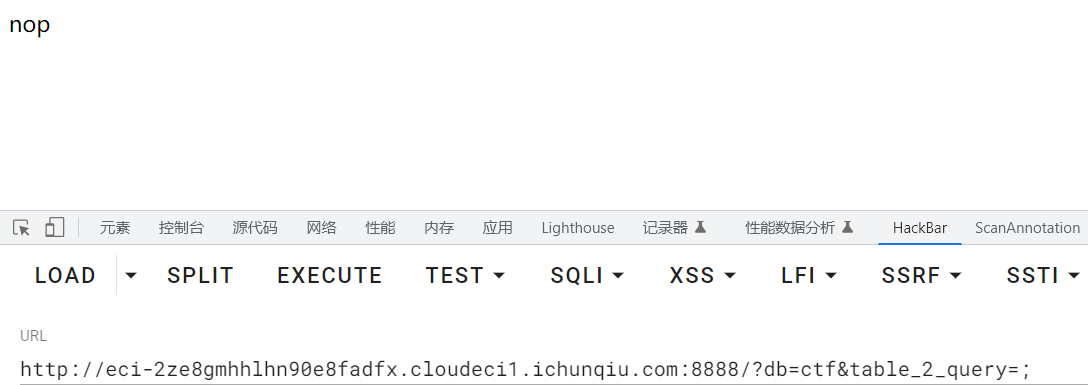 nop
元素 控制台 源代码 网络 性能 内存 应用 Lighthouse 记录器 性能数据分析 HackBar ScanAnnotation
LOAD SPLIT EXECUTE TEST SQLI XSS LFI SSRF SSTI
URL
http://eci-2ze8gmhhlhn90e8fadfx.cloudeci1.ichunqiu.com:8888/?db=ctf&table_2_query=;